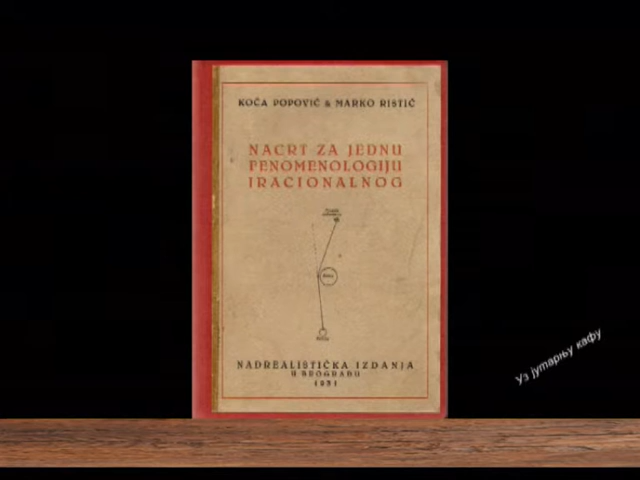 KOČA POPOVIĆ & MARKO RISTIĆ
NACRT ZA JEDNU
FENOMENOLOGIJU
IRACIONALNOG
NADREALISTIČKA IZDANJA
U BEOGRADU
1931
Уз јутарњу кафу